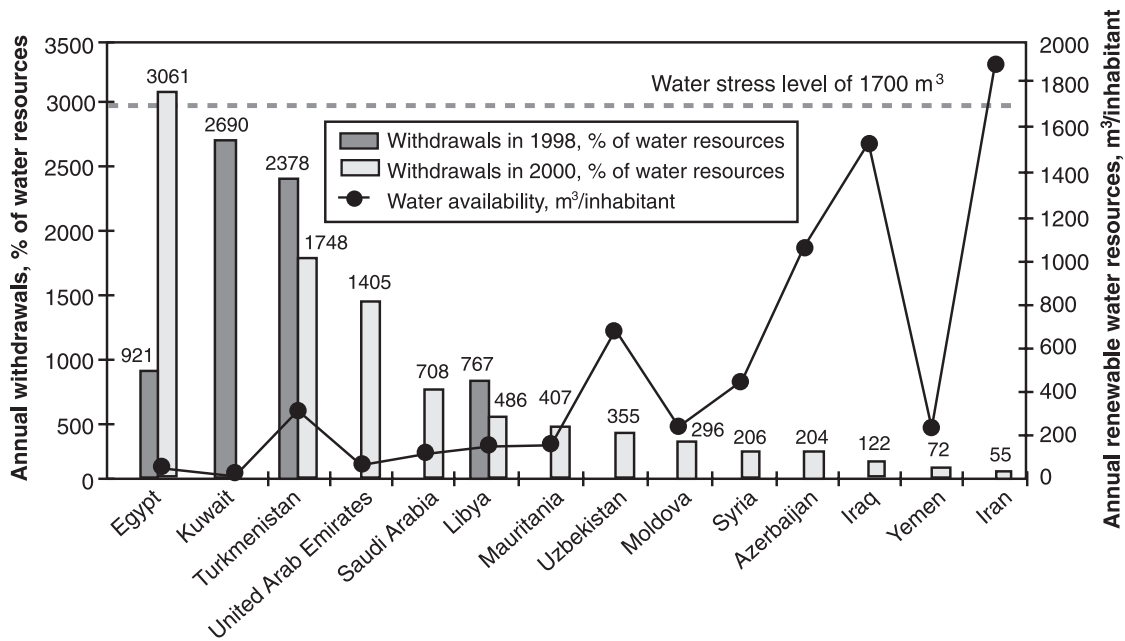 Annual withdrawals, % of water resources
3500
3000
2500
2000
1500
1000
500
0
3061
2690
2378
1748
1405
921
708
767
486
407
355
296
206
204
122
72
55
Water stress level of 1700 m³
Withdrawals in 1998, % of water resources
Withdrawals in 2000, % of water resources
Water availability, m³/inhabitant
2000
1800
1600
1400
1200
1000
800
600
400
200
0
Annual renewable water resources, m³/inhabitant
Egypt
Kuwait
Turkmenistan
United Arab Emirates
Saudi Arabia
Libya
Mauritania
Uzbekistan
Moldova
Syria
Azerbaijan
Iraq
Yemen
Iran